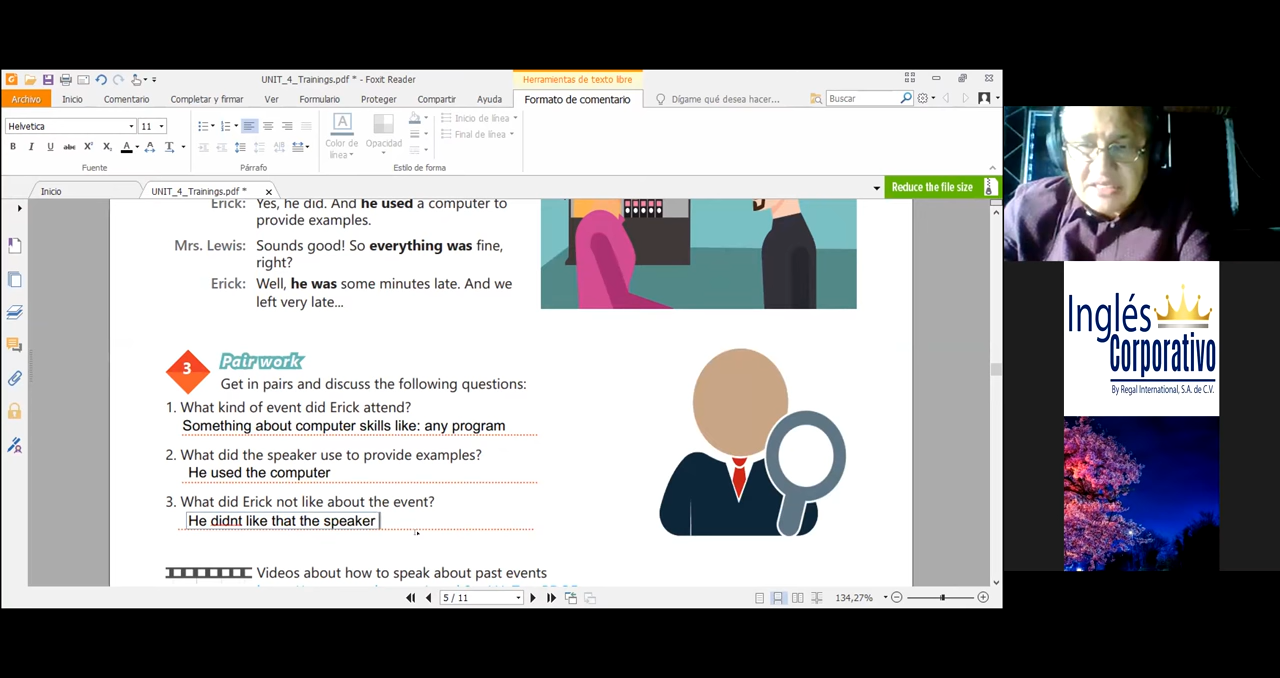 UNIT_4_Trainings.pdf * - Foxit Reader
Herramientas de texto libre
Archivo Inicio Comentario Completar y firmar Ver Formulario Proteger Compartir Ayuda Formato de comentario Dígame qué desea hacer... Buscar
Helvetica 11
Inicio de línea
Final de línea
Color de línea
Opacidad
Fuente Párrafo Estilo de forma
Inicio UNIT_4_Trainings.pdf * Reduce the file size
Erick: Yes, he did. And he used a computer to
provide examples.
Mrs. Lewis: Sounds good! So everything was fine,
right?
Erick: Well, he was some minutes late. And we
left very late...
3 Pair work
Get in pairs and discuss the following questions:
1. What kind of event did Erick attend?
Something about computer skills like: any program
2. What did the speaker use to provide examples?
He used the computer
3. What did Erick not like about the event?
He didnt like that the speaker
Videos about how to speak about past events
5 / 11 134,27%
Inglés
Corporativo
By Regal International, S.A. de C.V.